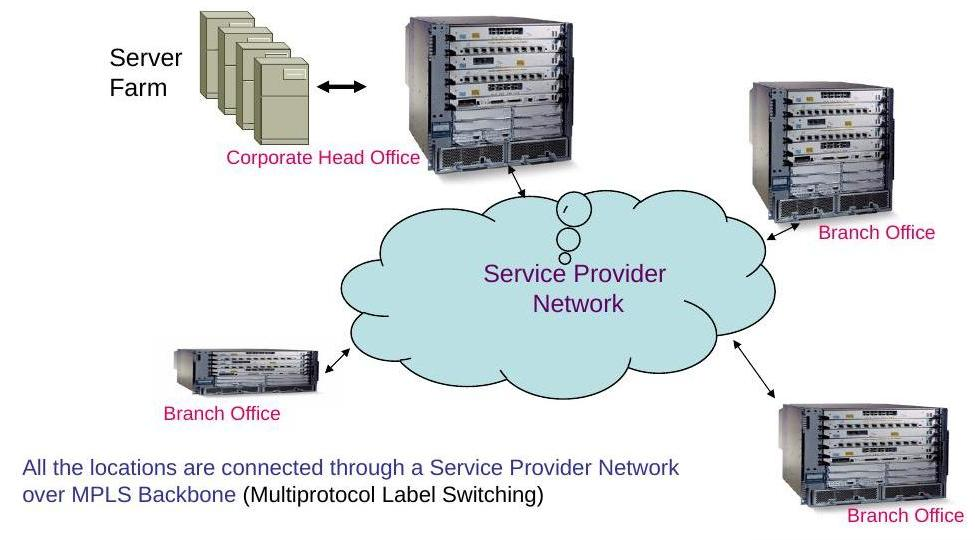 Server
Farm
Corporate Head Office
Branch Office
Service Provider
Network
Branch Office
All the locations are connected through a Service Provider Network
over MPLS Backbone (Multiprotocol Label Switching)
Branch Office